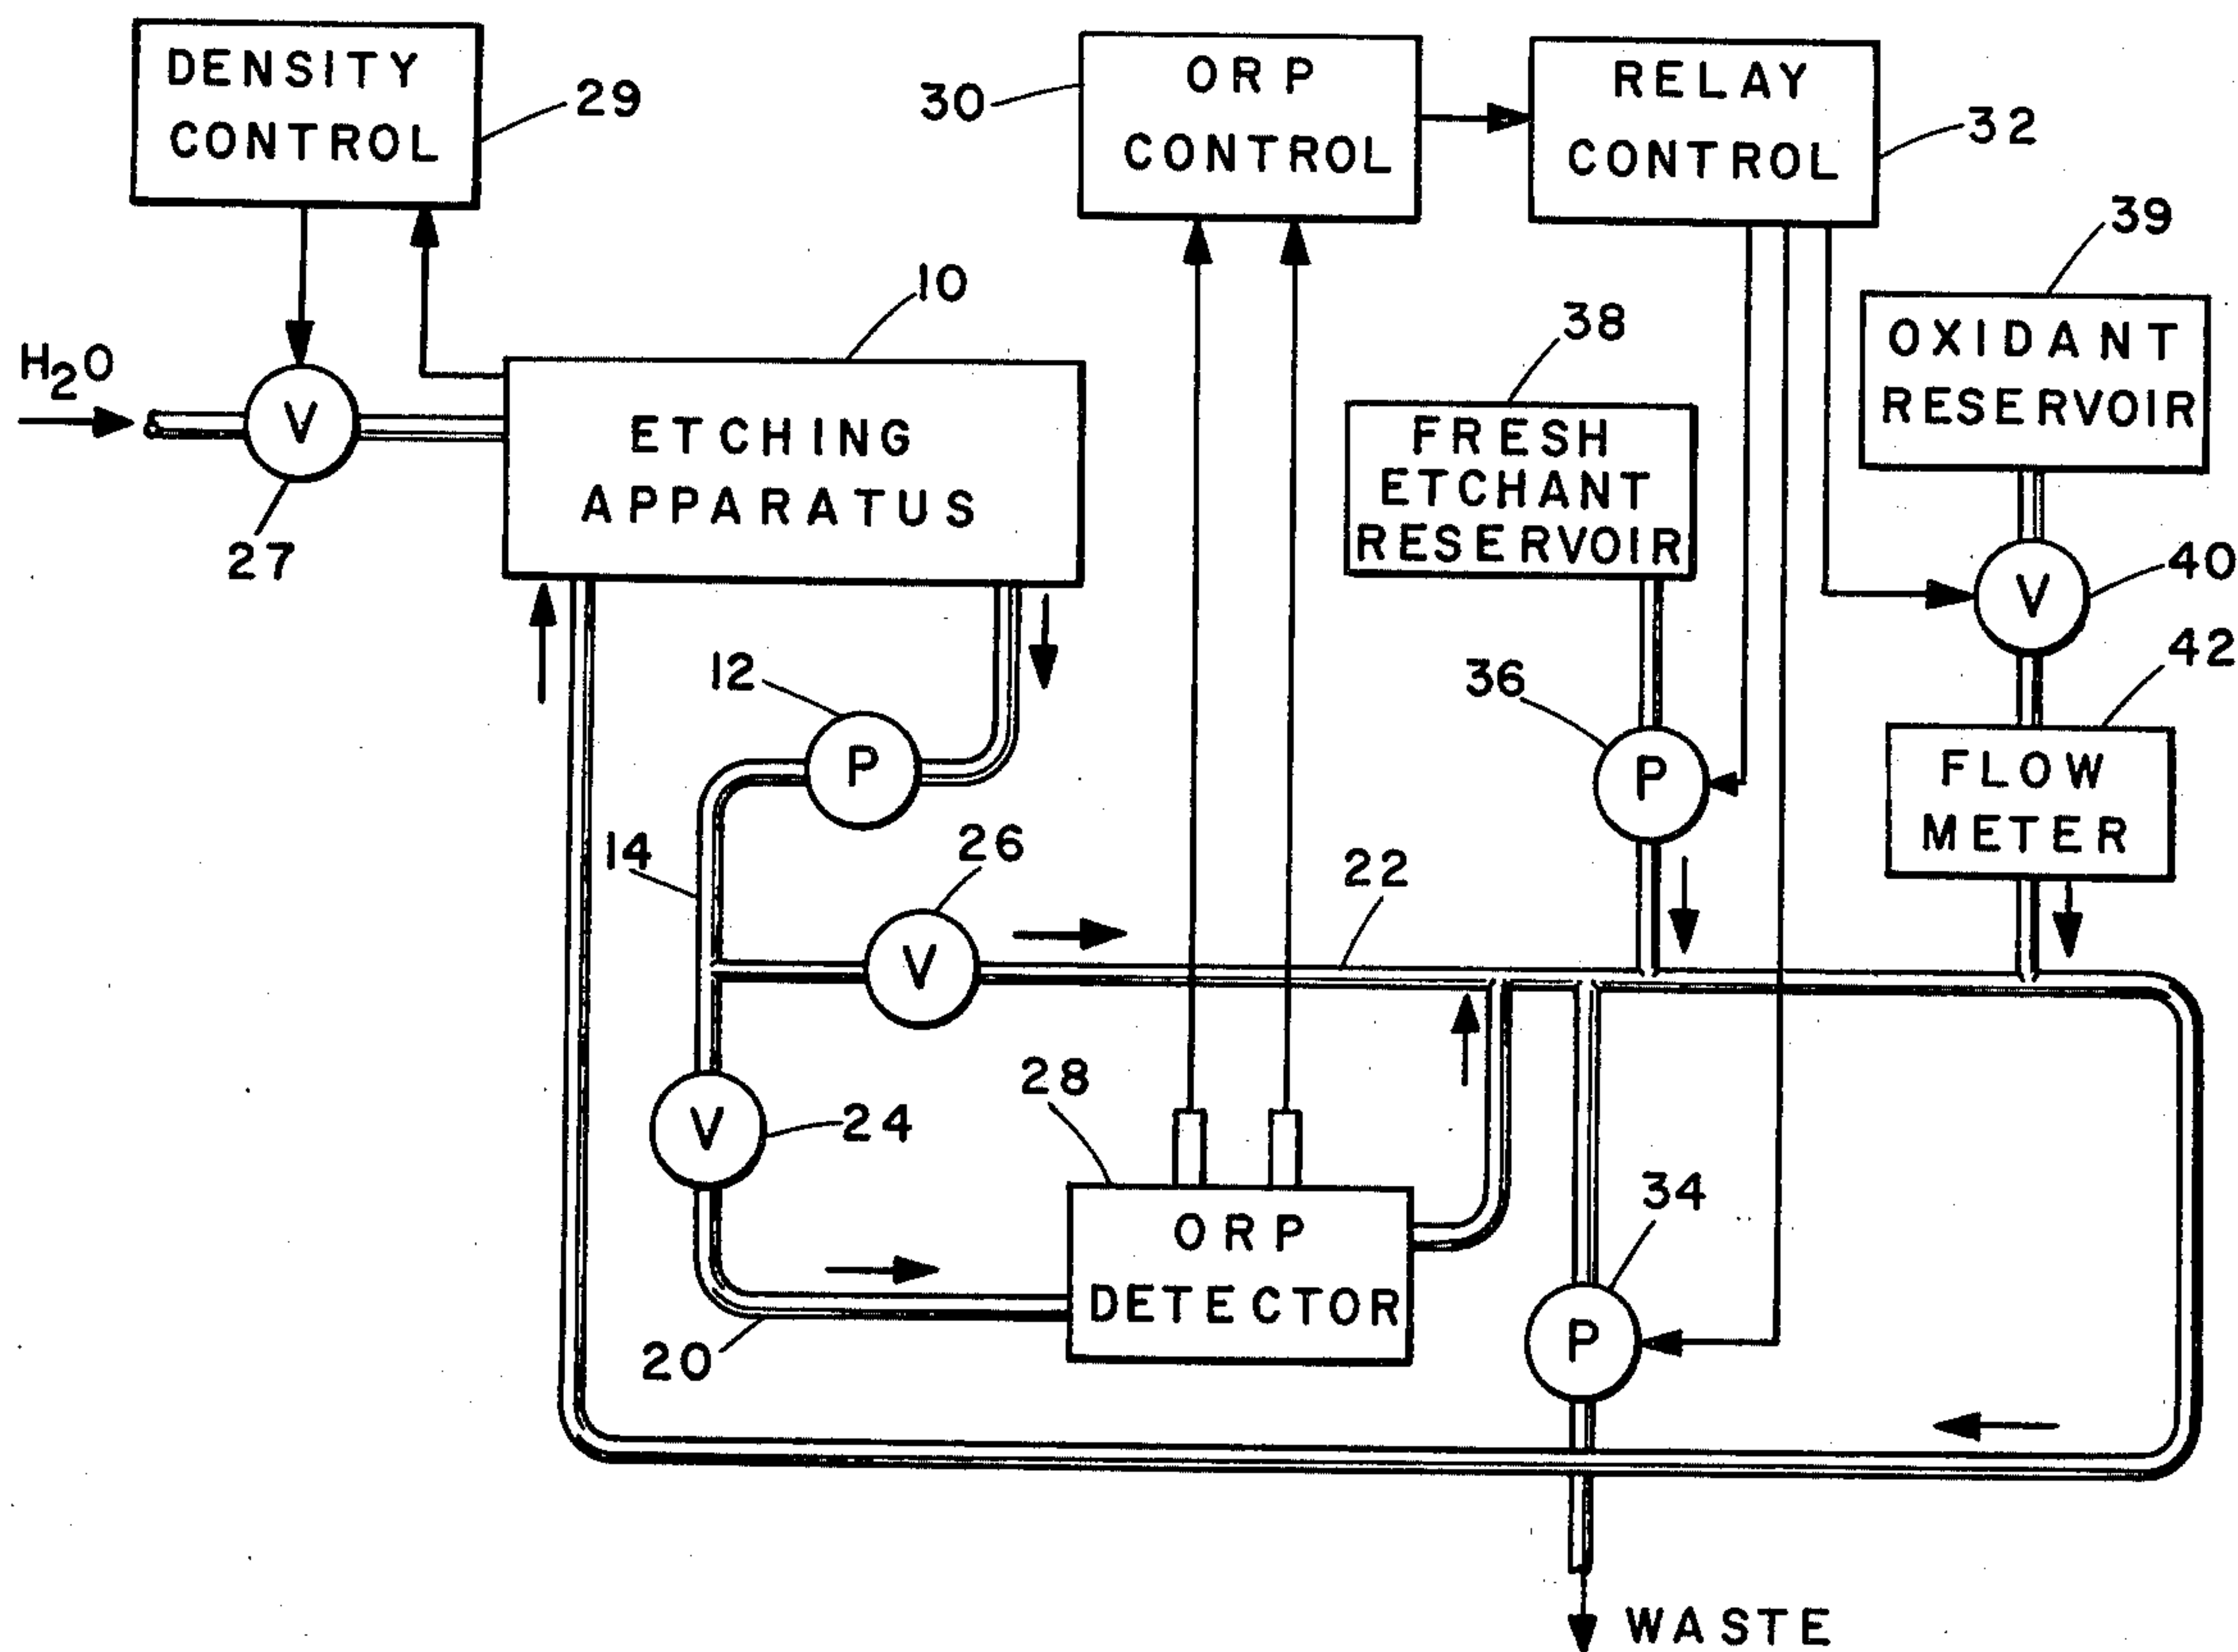 DENSITY
CONTROL
29
30
ORP
CONTROL
RELAY
CONTROL
32
39
10
38
OXIDANT
RESERVOIR
H2O
V
27
ETCHING
APPARATUS
FRESH
ETCHANT
RESERVOIR
V
40
42
12
P
36
P
FLOW
METER
14
26
V
22
V
24
28
ORP
DETECTOR
20
34
P
WASTE